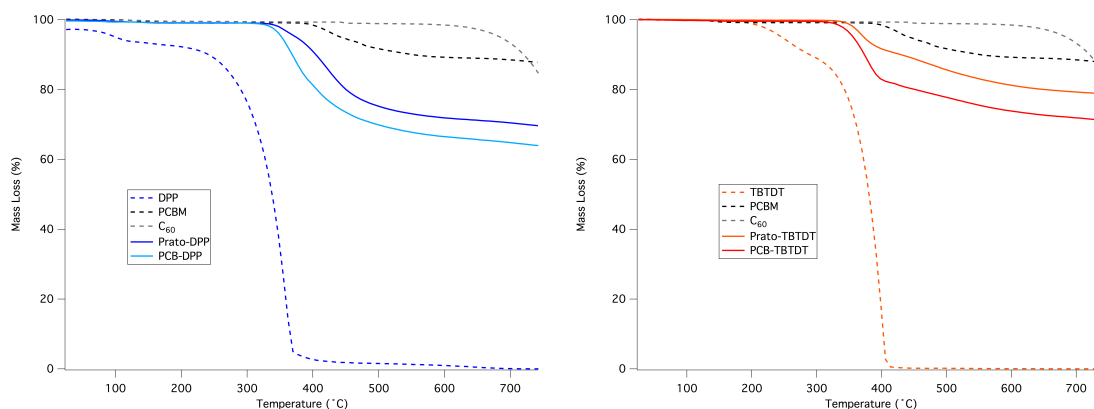 100
80
60
40
20
0
Mass Loss (%)
100
200
300
400
500
600
700
Temperature (˚C)
DPP
PCBM
C₆₀
Prato-DPP
PCB-DPP
100
80
60
40
20
0
Mass Loss (%)
100
200
300
400
500
600
700
Temperature (˚C)
TBTDT
PCBM
C₆₀
Prato-TBTDT
PCB-TBTDT